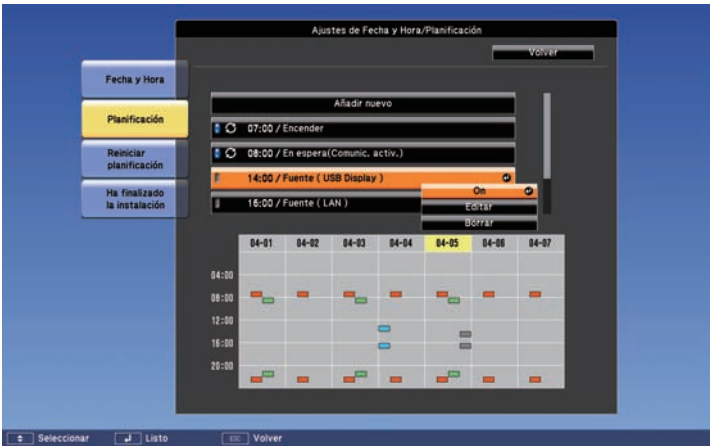 Ajustes de Fecha y Hora/Planificación
Volver
Fecha y Hora
Planificación
Reiniciar
planificación
Ha finalizado
la instalación
Añadir nuevo
07:00 / Encender
08:00 / En espera(Comunic. activ.)
14:00 / Fuente ( USB Display )
16:00 / Fuente ( LAN )
On
Editar
Borrar
04-01 04-02 04-03 04-04 04-05 04-06 04-07
04:00
08:00
12:00
16:00
20:00
Seleccionar Listo Esc Volver